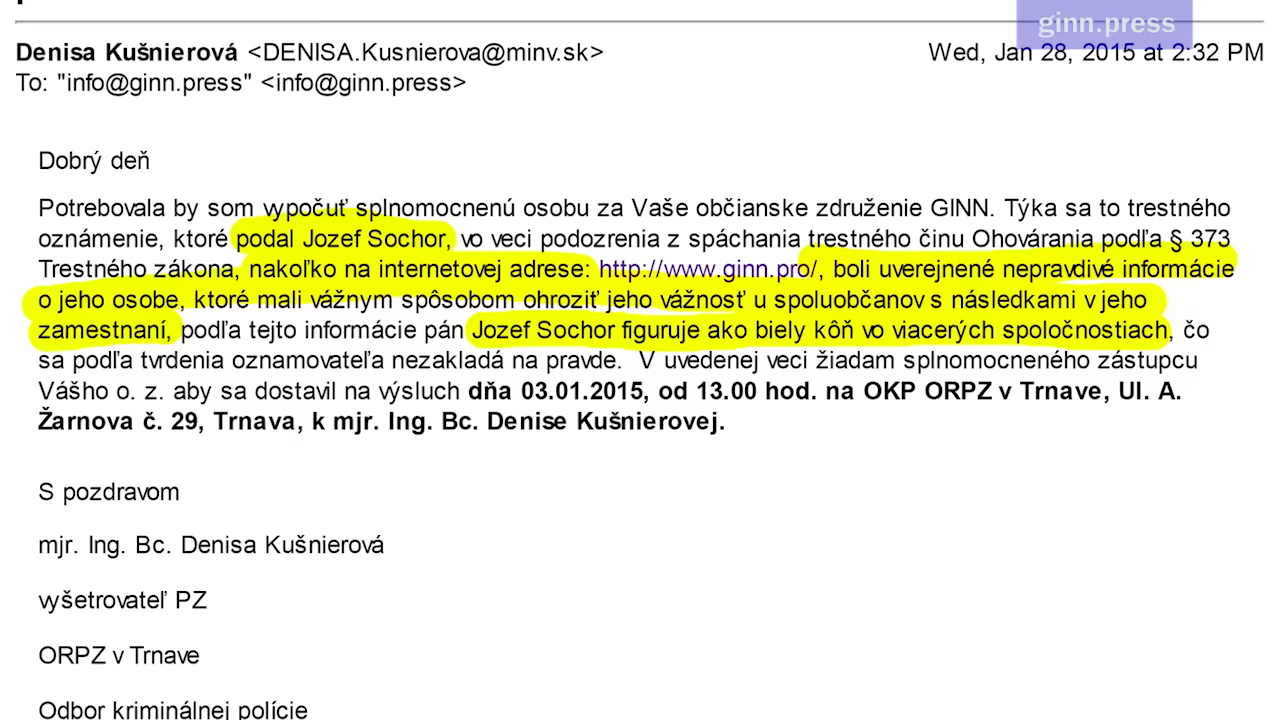 ginn.press
Denisa Kušnierová <DENISA.Kusnierova@minv.sk> Wed, Jan 28, 2015 at 2:32 PM
To: "info@ginn.press" <info@ginn.press>
Dobrý deň
Potrebovala by som vypočuť splnomocnenú osobu za Vaše občianske združenie GINN. Týka sa to trestného
oznámenie, ktoré podal Jozef Sochor, vo veci podozrenia z spáchania trestného činu Ohovárania podľa § 373
Trestného zákona, nakoľko na internetovej adrese: http://www.ginn.pro/, boli uverejnené nepravdivé informácie
o jeho osobe, ktoré mali vážnym spôsobom ohroziť jeho vážnosť u spoluobčanov s následkami v jeho
zamestnaní, podľa tejto informácie pán Jozef Sochor figuruje ako biely kôň vo viacerých spoločnostiach, čo
sa podľa tvrdenia oznamovateľa nezakladá na pravde. V uvedenej veci žiadam splnomocneného zástupcu
Vášho o. z. aby sa dostavil na výsluch dňa 03.01.2015, od 13.00 hod. na OKP ORPZ v Trnave, Ul. A.
Žarnova č. 29, Trnava, k mjr. Ing. Bc. Denise Kušnierovej.
S pozdravom
mjr. Ing. Bc. Denisa Kušnierová
vyšetrovateľ PZ
ORPZ v Trnave
Odbor kriminálnej polície